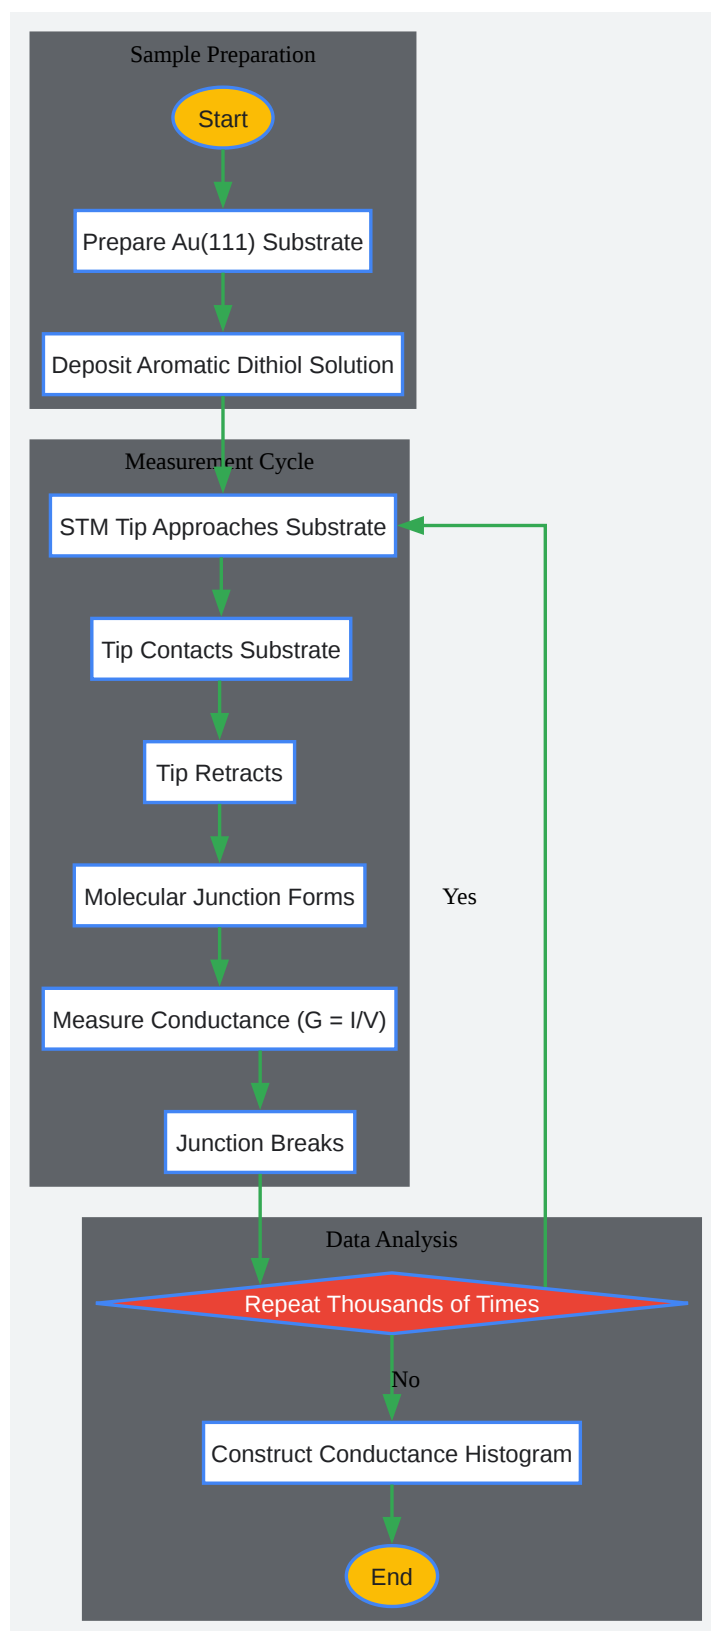 Sample Preparation
Start
Prepare Au(111) Substrate
Deposit Aromatic Dithiol Solution
Measurement Cycle
STM Tip Approaches Substrate
Tip Contacts Substrate
Tip Retracts
Molecular Junction Forms
Yes
Measure Conductance (G = I/V)
Junction Breaks
Data Analysis
Repeat Thousands of Times
No
Construct Conductance Histogram
End